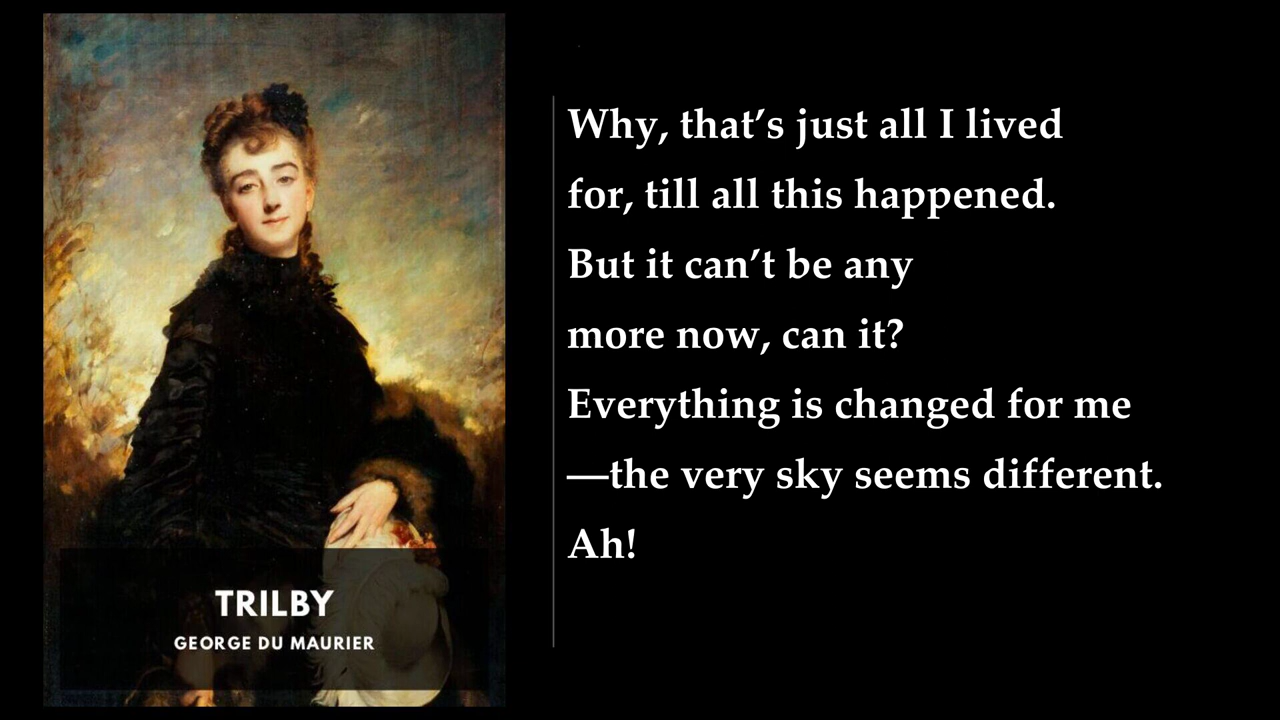 TRILBY
GEORGE DU MAURIER
Why, that’s just all I lived
for, till all this happened.
But it can’t be any
more now, can it?
Everything is changed for me
—the very sky seems different.
Ah!